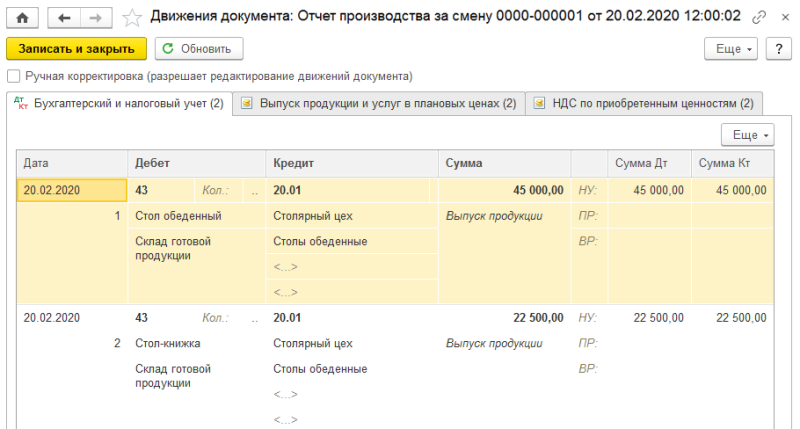 Движения документа: Отчет производства за смену 0000-000001 от 20.02.2020 12:00:02
Записать и закрыть Обновить Еще ?
Ручная корректировка (разрешает редактирование движений документа)
Дт Кт Бухгалтерский и налоговый учет (2) Выпуск продукции и услуг в плановых ценах (2) НДС по приобретенным ценностям (2)
Еще
Дата Дебет Кредит Сумма Сумма Дт Сумма Кт
20.02.2020 43 Кол.: .. 20.01 45 000,00 НУ: 45 000,00 45 000,00
1 Стол обеденный Столярный цех Выпуск продукции ПР:
Склад готовой Столы обеденные ВР:
продукции
<...>
<...>
20.02.2020 43 Кол.: .. 20.01 22 500,00 НУ: 22 500,00 22 500,00
2 Стол-книжка Столярный цех Выпуск продукции ПР:
Склад готовой Столы обеденные ВР:
продукции
<...>
<...>